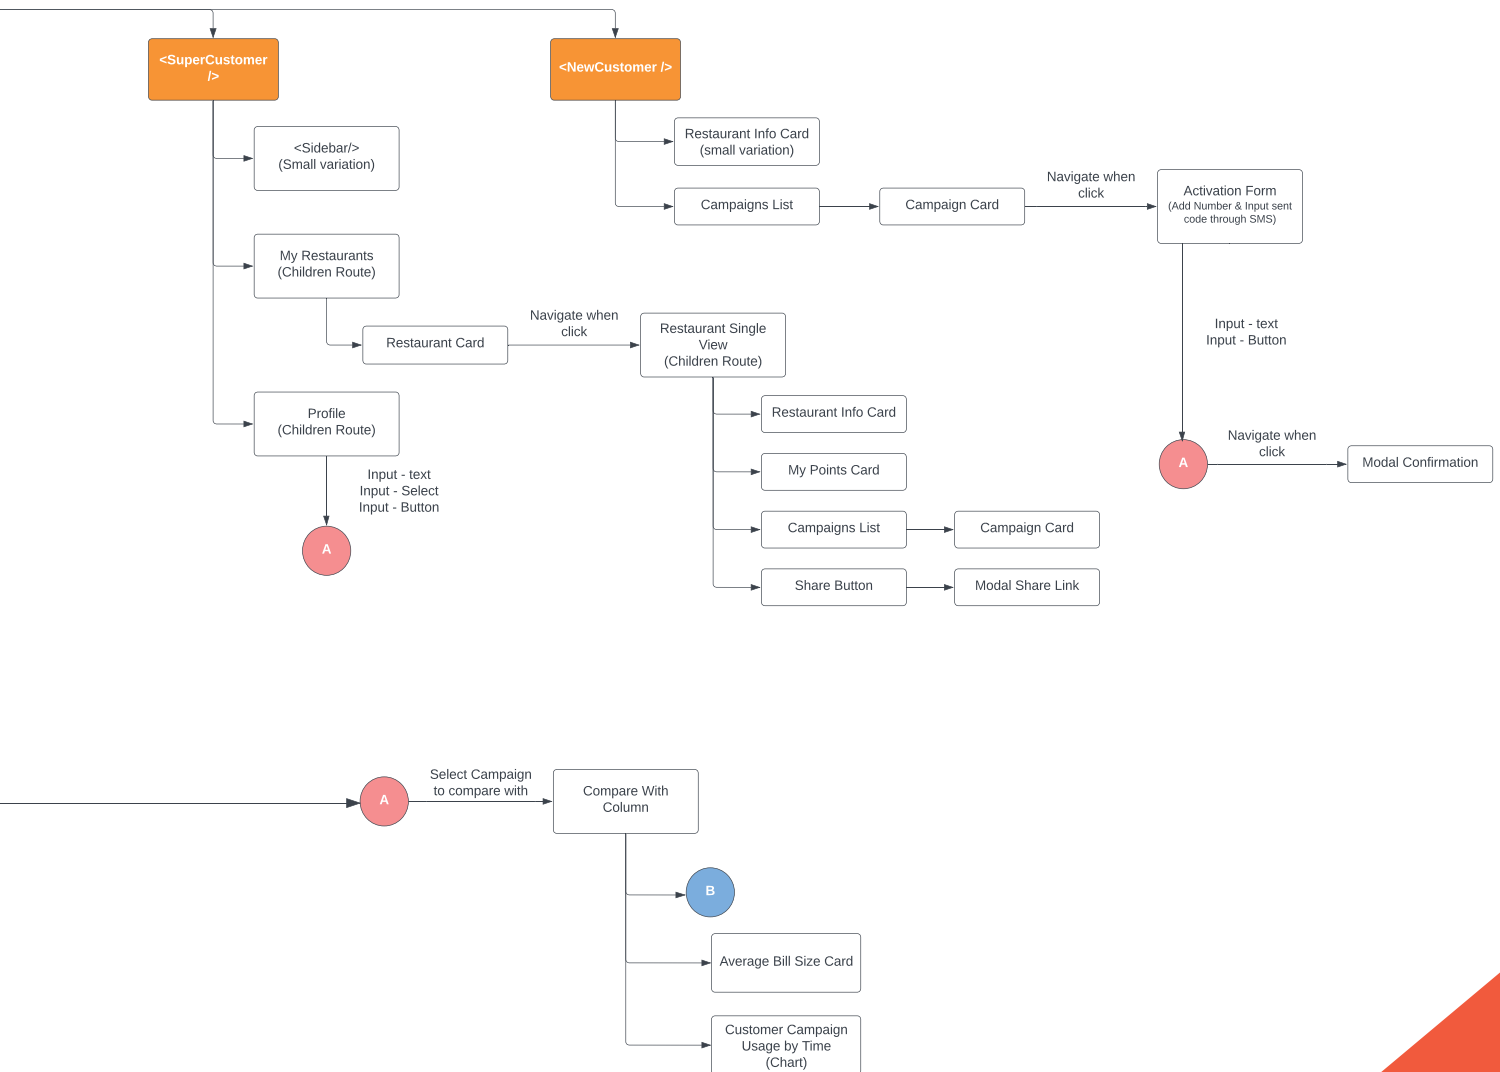 <SuperCustomer
/>
<NewCustomer />
<Sidebar/>
(Small variation)
Restaurant Info Card
(small variation)
Campaigns List
Campaign Card
Navigate when
click
Activation Form
(Add Number & Input sent
code through SMS)
My Restaurants
(Children Route)
Restaurant Card
Navigate when
click
Restaurant Single
View
(Children Route)
Input - text
Input - Button
Profile
(Children Route)
Restaurant Info Card
My Points Card
Campaigns List
Campaign Card
Share Button
Modal Share Link
Input - text
Input - Select
Input - Button
A
A
Navigate when
click
Modal Confirmation
A
Select Campaign
to compare with
Compare With
Column
B
Average Bill Size Card
Customer Campaign
Usage by Time
(Chart)